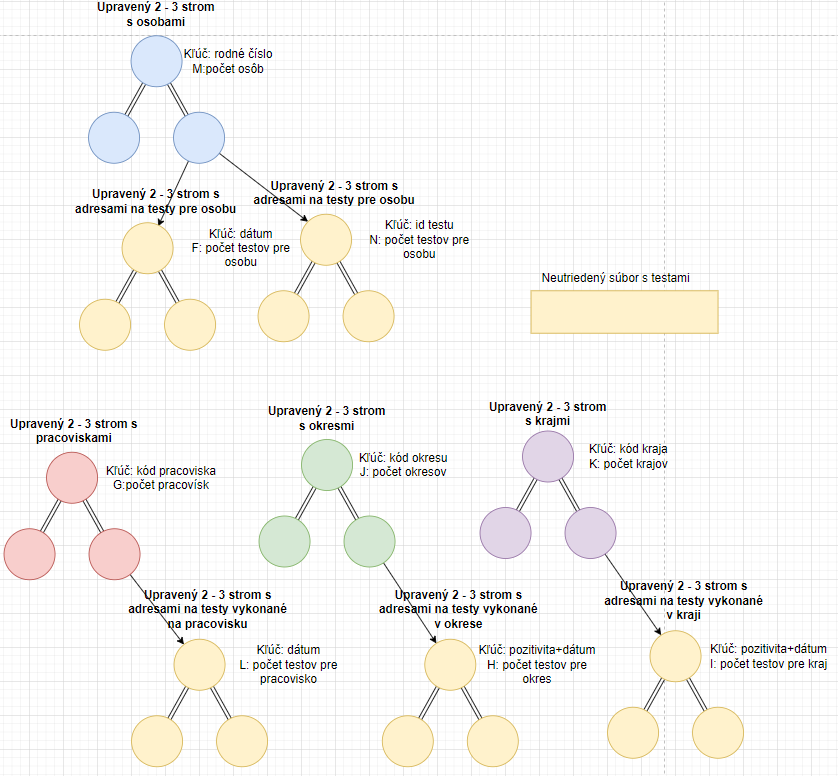 Upravený 2 - 3 strom
s osobami
Kľúč: rodné číslo
M:počet osôb
Upravený 2 - 3 strom s
adresami na testy pre osobu
Kľúč: dátum
F: počet testov pre
osobu
Upravený 2 - 3 strom s
adresami na testy pre osobu
Kľúč: id testu
N: počet testov pre
osobu
Neutriedený súbor s testami
Upravený 2 - 3 strom s
pracoviskami
Kľúč: kód pracoviska
G:počet pracovísk
Upravený 2 - 3 strom
s okresmi
Kľúč: kód okresu
J: počet okresov
Upravený 2 - 3 strom
s krajmi
Kľúč: kód kraja
K: počet krajov
Upravený 2 - 3 strom s
adresami na testy vykonané
na pracovisku
Kľúč: dátum
L: počet testov pre
pracovisko
Upravený 2 - 3 strom s
adresami na testy vykonané
v okrese
Kľúč: pozitivita+dátum
H: počet testov pre
okres
Upravený 2 - 3 strom s
adresami na testy vykonané
v kraji
Kľúč: pozitivita+dátum
I: počet testov pre kraj